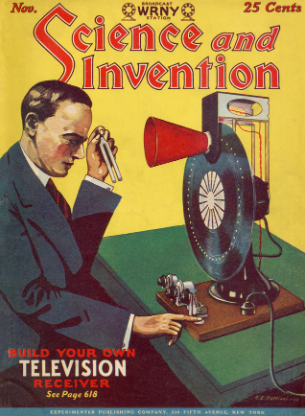 Nov.
BROADCAST
WRNY
STATION
25 Cents
Science and
Invention
BUILD YOUR OWN
TELEVISION
RECEIVER
See Page 618
EXPERIMENTER PUBLISHING COMPANY, 230 FIFTH AVENUE, NEW YORK